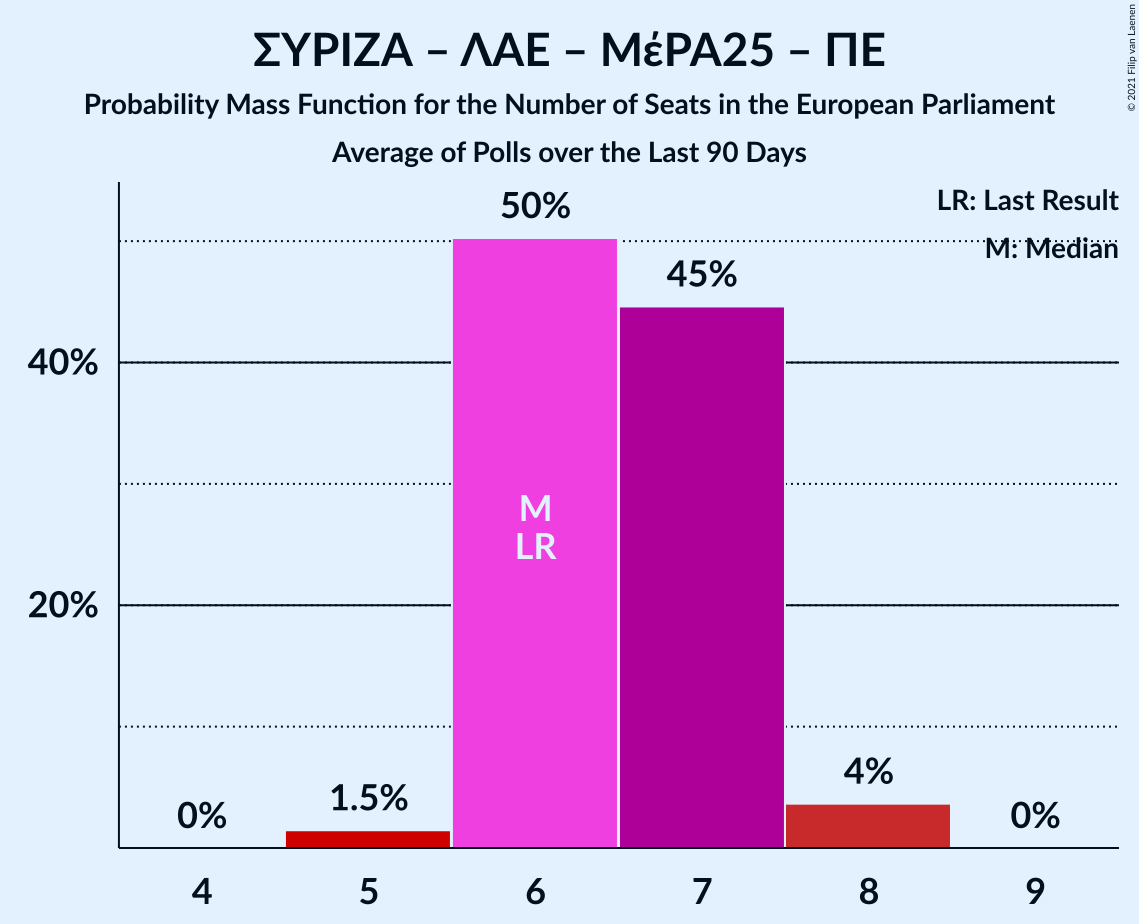 ΣΥΡΙΖΑ – ΛΑΕ – ΜέΡΑ25 – ΠΕ
Probability Mass Function for the Number of Seats in the European Parliament
Average of Polls over the Last 90 Days
© 2021 Filip van Laenen
LR: Last Result
M: Median
50%
45%
40%
20%
M
LR
0%
1.5%
4%
0%
4
5
6
7
8
9